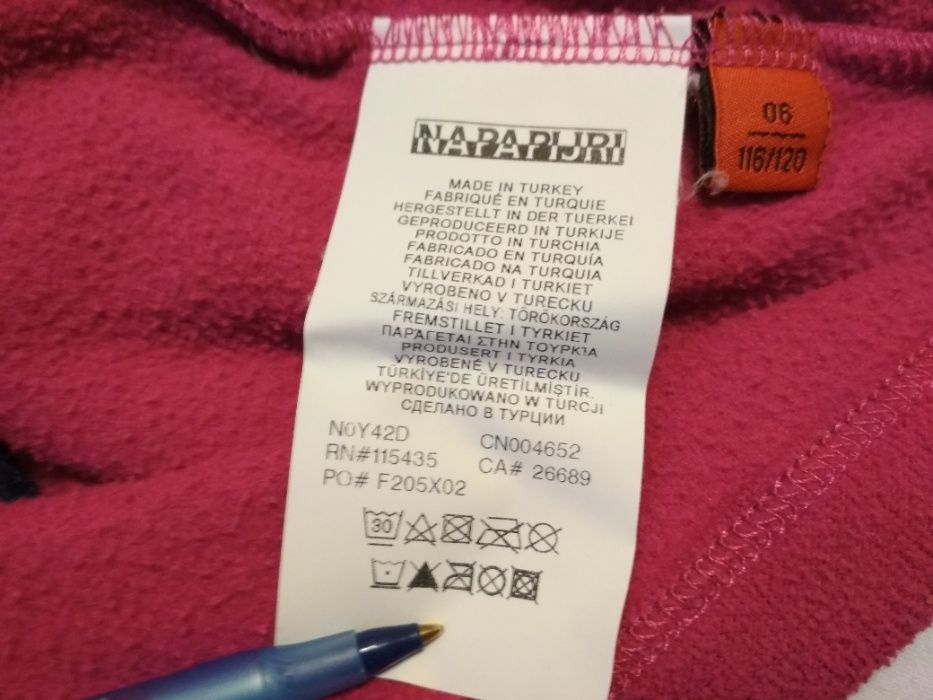 NAPAPIJRI
MADE IN TURKEY
FABRIQUÉ EN TURQUIE
HERGESTELLT IN DER TUERKEI
GEPRODUCEERD IN TURKIJE
PRODOTTO IN TURCHIA
FABRICADO EN TURQUÍA
FABRICADO NA TURQUIA
TILLVERKAD I TURKIET
VYROBENO V TURECKU
SZÁRMAZÁSI HELY: TÖRÖKORSZÁG
FREMSTILLET I TYRKIET
ΠΑΡΑΓΕΤΑΙ ΣΤΗΝ ΤΟΥΡΚΊΑ
PRODUSERT I TYRKIA
VYROBENÉ V TURECKU
TÜRKİYE'DE ÜRETİLMİŞTİR.
WYPRODUKOWANO W TURCJI
СДЕЛАНО В ТУРЦИИ
N0Y42D CN004652
RN#115435 CA# 26689
PO# F205X02
30
06
116/120